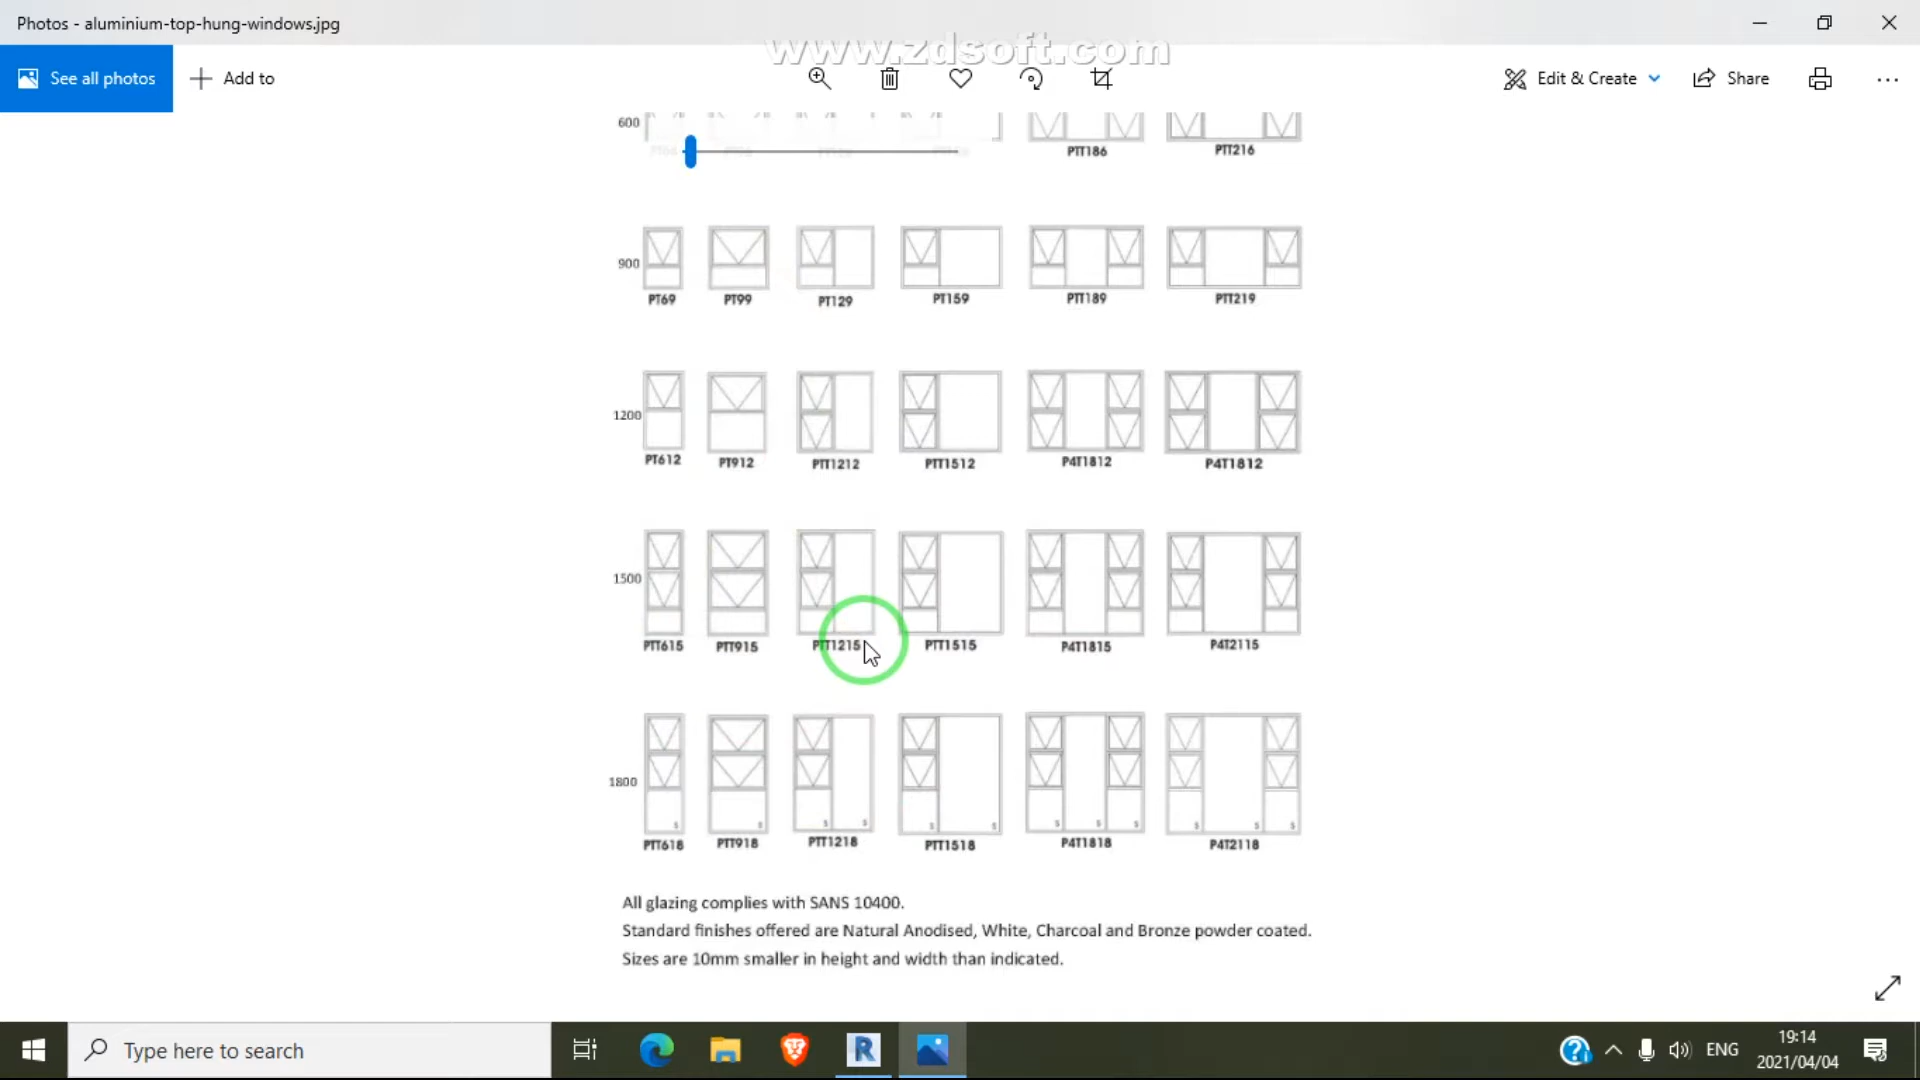 Photos - aluminium-top-hung-windows.jpg
www.zdsoft.com
See all photos
Add to
Edit & Create
Share
600
PTT186
PTT216
900
PT69
PT99
PT129
PT159
PTT189
PTT219
1200
PT612
PT912
PTT1212
PTT1512
P4T1812
P4T1812
1500
PTT615
PTT915
PTT1215
PTT1515
P4T1815
P4T2115
1800
S S S S S S S S S S S S
PTT618
PTT918
PTT1218
PTT1518
P4T1818
P4T2118
All glazing complies with SANS 10400.
Standard finishes offered are Natural Anodised, White, Charcoal and Bronze powder coated.
Sizes are 10mm smaller in height and width than indicated.
Type here to search
R
ENG
19:14
2021/04/04